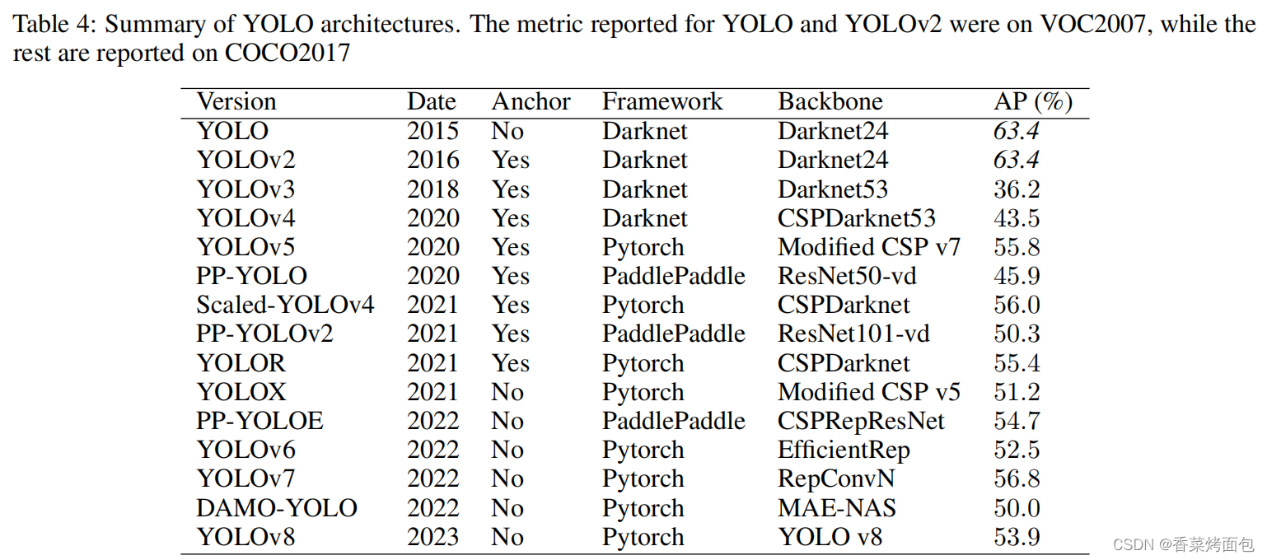 Table 4: Summary of YOLO architectures. The metric reported for YOLO and YOLOv2 were on VOC2007, while the
rest are reported on COCO2017
Version Date Anchor Framework Backbone AP (%)
YOLO 2015 No Darknet Darknet24 63.4
YOLOv2 2016 Yes Darknet Darknet24 63.4
YOLOv3 2018 Yes Darknet Darknet53 36.2
YOLOv4 2020 Yes Darknet CSPDarknet53 43.5
YOLOv5 2020 Yes Pytorch Modified CSP v7 55.8
PP-YOLO 2020 Yes PaddlePaddle ResNet50-vd 45.9
Scaled-YOLOv4 2021 Yes Pytorch CSPDarknet 56.0
PP-YOLOv2 2021 Yes PaddlePaddle ResNet101-vd 50.3
YOLOR 2021 Yes Pytorch CSPDarknet 55.4
YOLOX 2021 No Pytorch Modified CSP v5 51.2
PP-YOLOE 2022 No PaddlePaddle CSPRepResNet 54.7
YOLOv6 2022 No Pytorch EfficientRep 52.5
YOLOv7 2022 No Pytorch RepConvN 56.8
DAMO-YOLO 2022 No Pytorch MAE-NAS 50.0
YOLOv8 2023 No Pytorch YOLO v8 53.9
CSDN @香菜烤面包